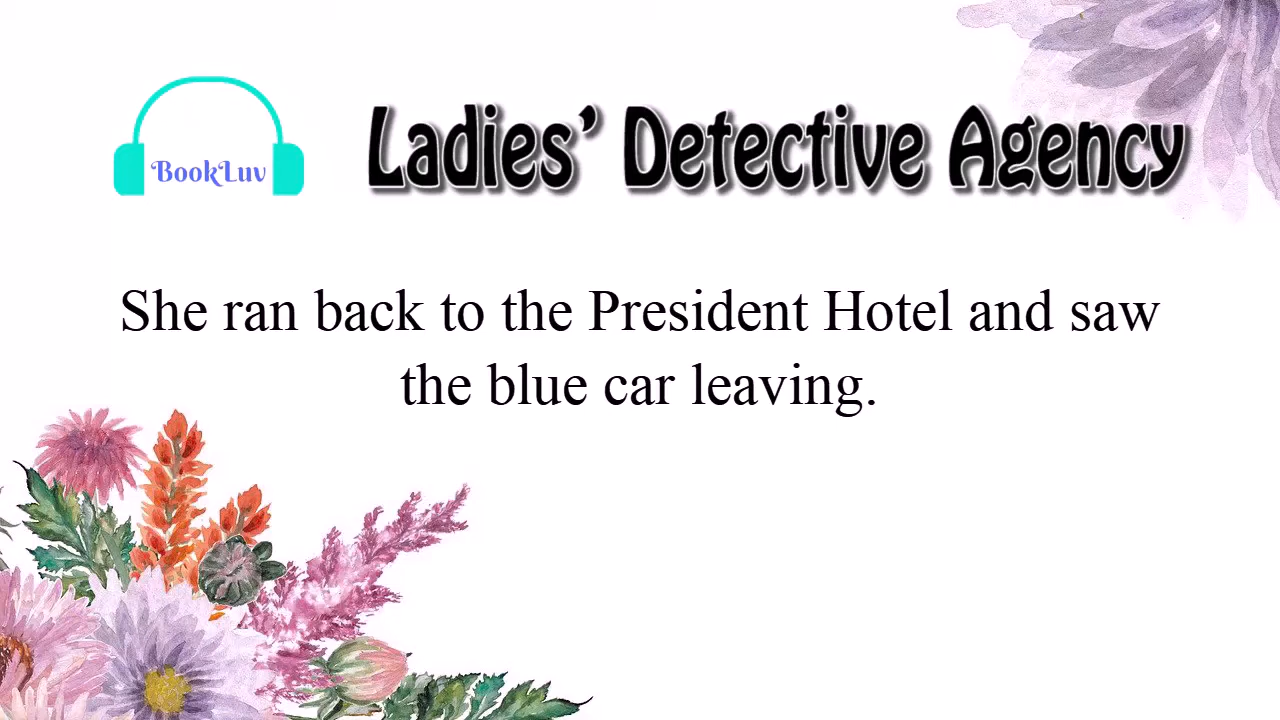 BookLuv
Ladies' Detective Agency
She ran back to the President Hotel and saw
the blue car leaving.